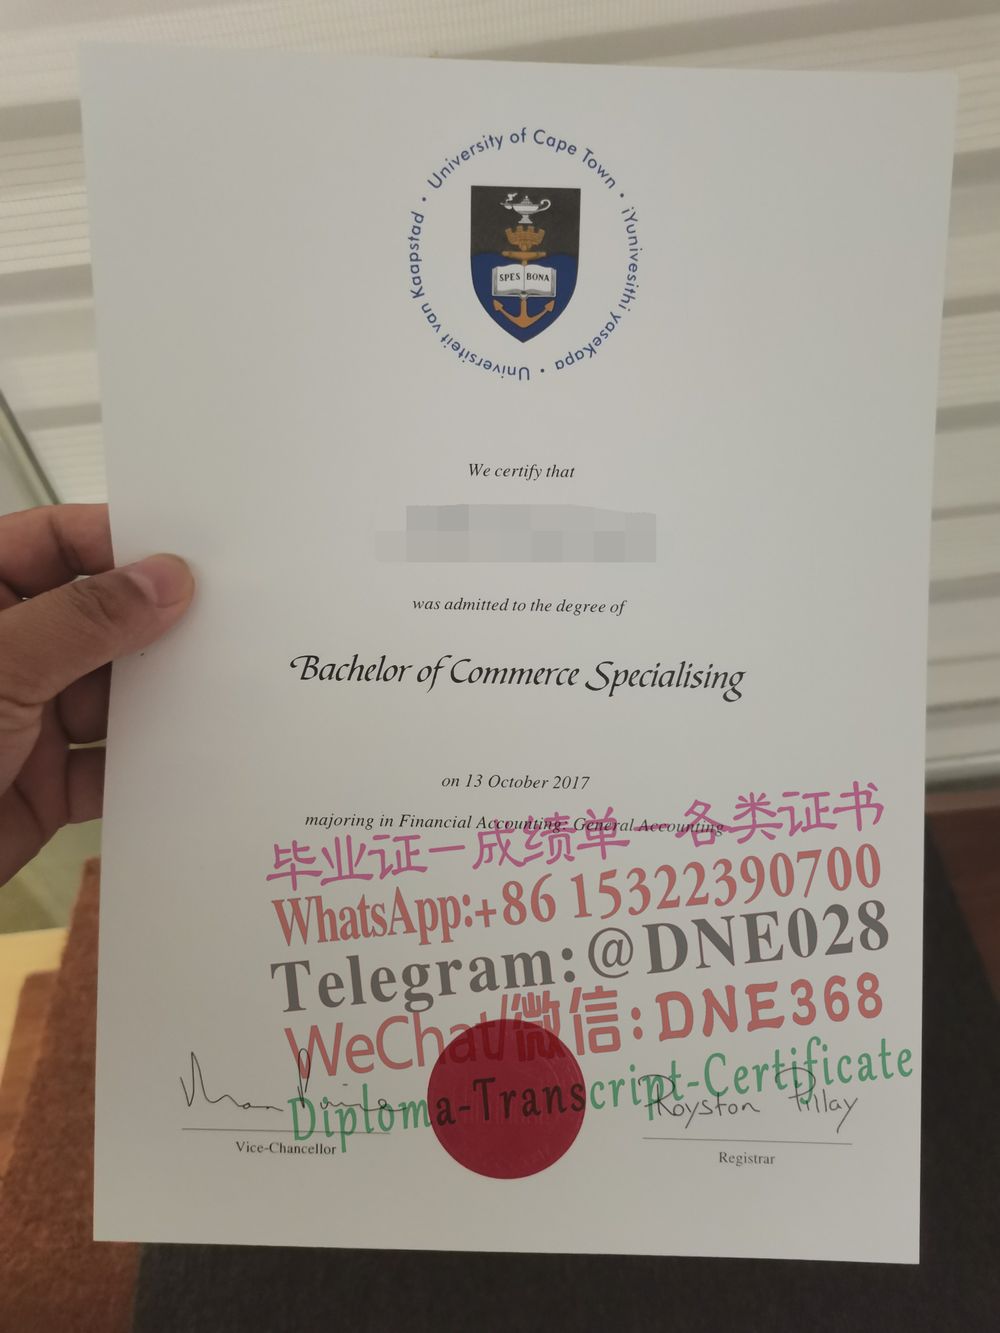 University of Cape Town · iYunivesithi yaseKapa · Universiteit van Kaapstad ·
SPES BONA
We certify that
was admitted to the degree of
Bachelor of Commerce Specialising
on 13 October 2017
majoring in Financial Accounting: General Accounting
毕业证一成绩单一各类证书
WhatsApp:+86 15322390700
Telegram:@DNE028
WeChat/微信:DNE368
Diploma-Transcript-Certificate
Royston Pillay
Vice-Chancellor
Registrar